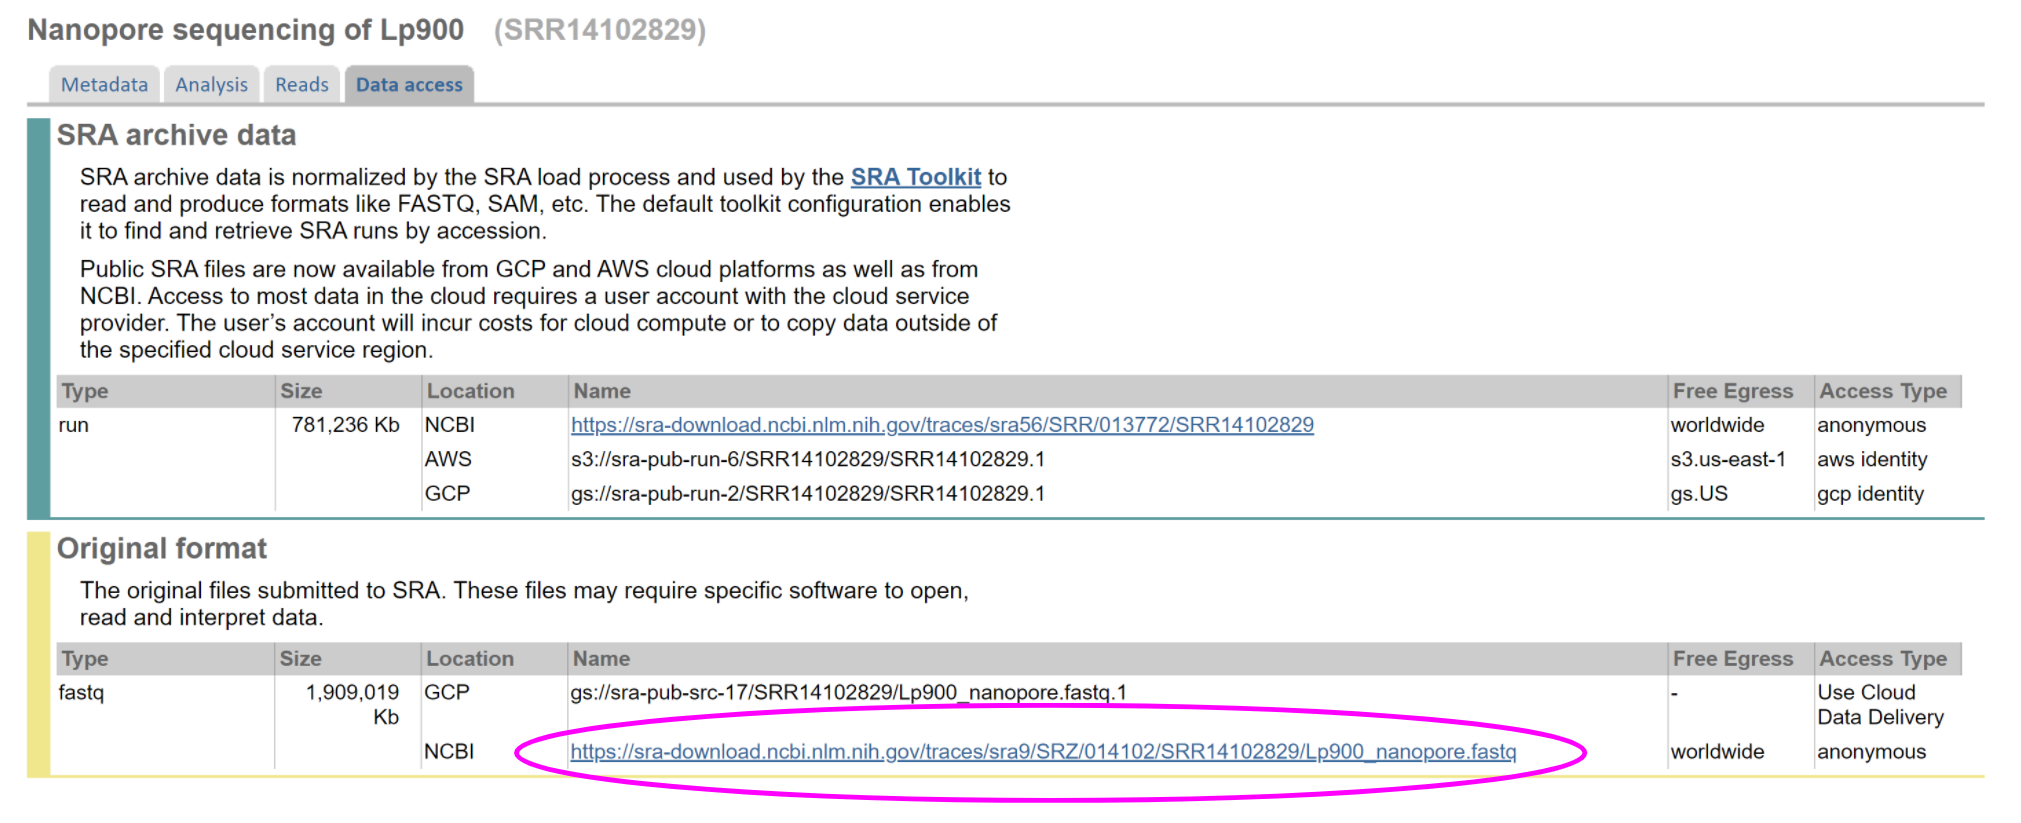 Nanopore sequencing of Lp900 (SRR14102829)
Metadata Analysis Reads Data access
SRA archive data
SRA archive data is normalized by the SRA load process and used by the SRA Toolkit to
read and produce formats like FASTQ, SAM, etc. The default toolkit configuration enables
it to find and retrieve SRA runs by accession.
Public SRA files are now available from GCP and AWS cloud platforms as well as from
NCBI. Access to most data in the cloud requires a user account with the cloud service
provider. The user’s account will incur costs for cloud compute or to copy data outside of
the specified cloud service region.
Type Size Location Name Free Egress Access Type
run 781,236 Kb NCBI https://sra-download.ncbi.nlm.nih.gov/traces/sra56/SRR/013772/SRR14102829 worldwide anonymous
AWS s3://sra-pub-run-6/SRR14102829/SRR14102829.1 s3.us-east-1 aws identity
GCP gs://sra-pub-run-2/SRR14102829/SRR14102829.1 gs.US gcp identity
Original format
The original files submitted to SRA. These files may require specific software to open,
read and interpret data.
Type Size Location Name Free Egress Access Type
fastq 1,909,019 GCP gs://sra-pub-src-17/SRR14102829/Lp900_nanopore.fastq.1 - Use Cloud
Kb Data Delivery
NCBI https://sra-download.ncbi.nlm.nih.gov/traces/sra9/SRZ/014102/SRR14102829/Lp900_nanopore.fastq worldwide anonymous